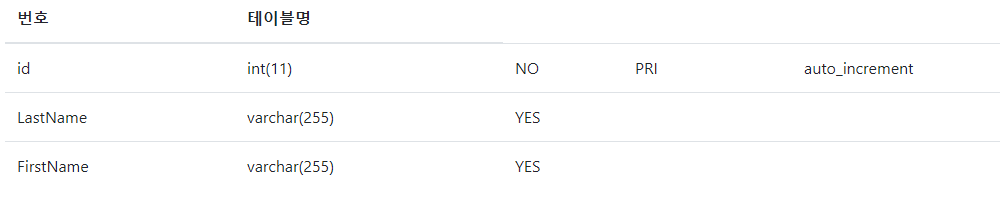 번호 테이블명
id int(11) NO PRI auto_increment
LastName varchar(255) YES
FirstName varchar(255) YES